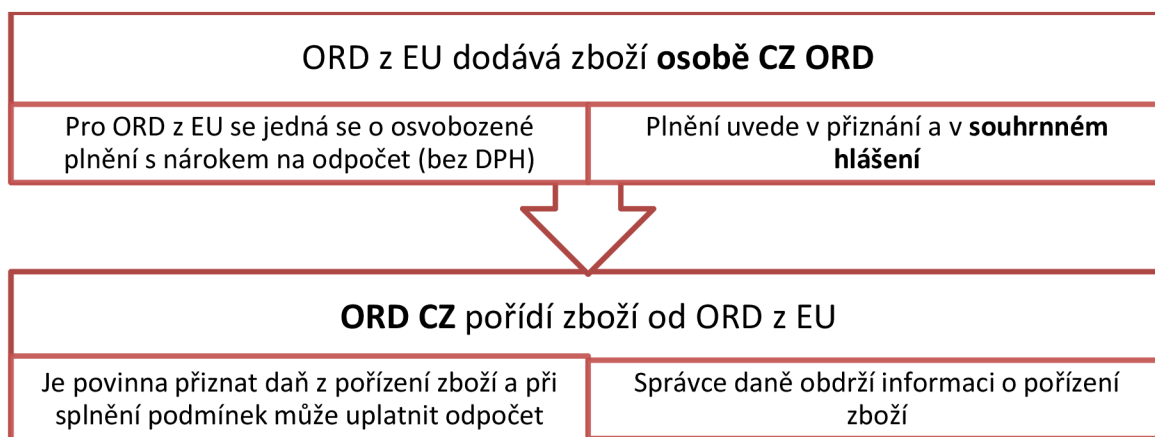 ORD z EU dodává zboží osobě CZ ORD
Pro ORD z EU se jedná se o osvobozené
plnění s nárokem na odpočet (bez DPH)
Plnění uvede v přiznání a v souhrnném
hlášení
ORD CZ pořídí zboží od ORD z EU
Je povinna přiznat daň z pořízení zboží a při
splnění podmínek může uplatnit odpočet
Správce daně obdrží informaci o pořízení
zboží